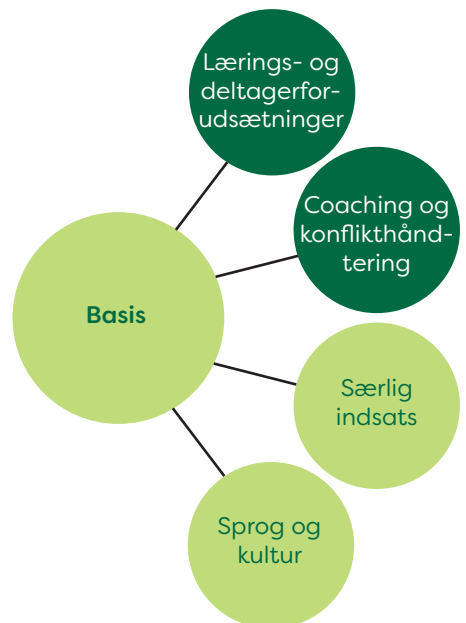 Lærings- og
deltagerfor-
udsætninger
Coaching og
konflikthånd-
tering
Basis
Særlig
indsats
Sprog og
kultur